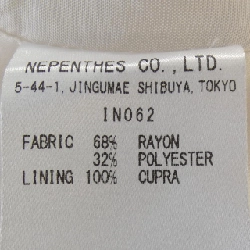 NEPENTHES CO.,LTD.
5-44-1, JINGUMAE SHIBUYA, TOKYO
IN062
FABRIC 68% RAYON
32% POLYESTER
LINING 100% CUPRA